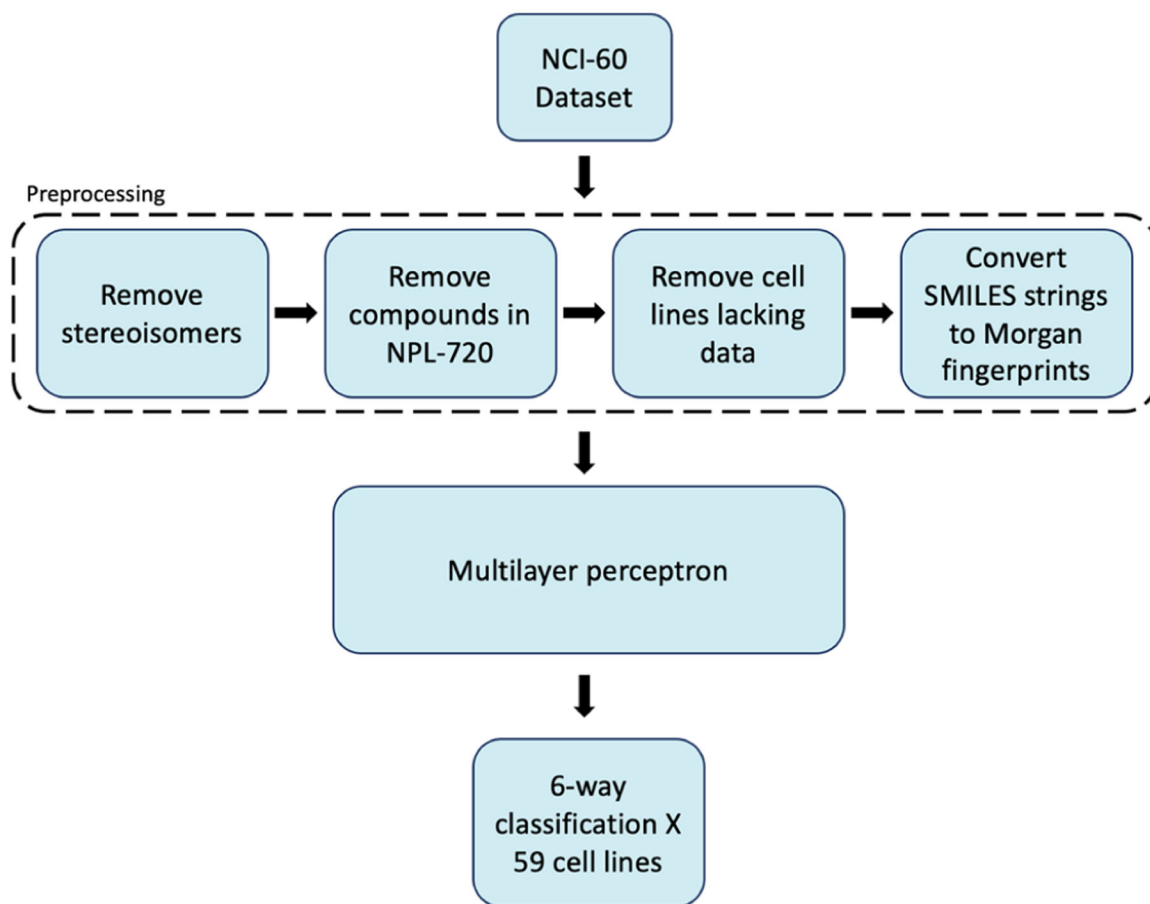 NCI-60
Dataset
Preprocessing
Remove
stereoisomers
Remove
compounds in
NPL-720
Remove cell
lines lacking
data
Convert
SMILES strings
to Morgan
fingerprints
Multilayer perceptron
6-way
classification X
59 cell lines